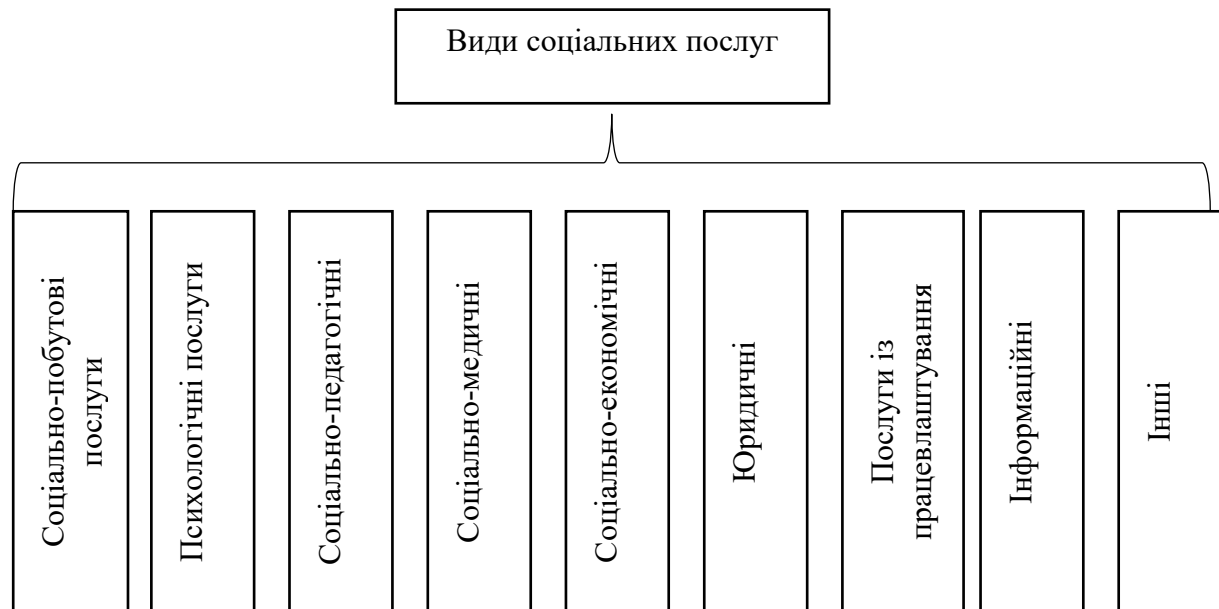 Види соціальних послуг
Соціально-побутові
послуги
Психологічні послуги
Соціально-педагогічні
Соціально-медичні
Соціально-економічні
Юридичні
Послуги із
працевлаштування
Інформаційні
Інші